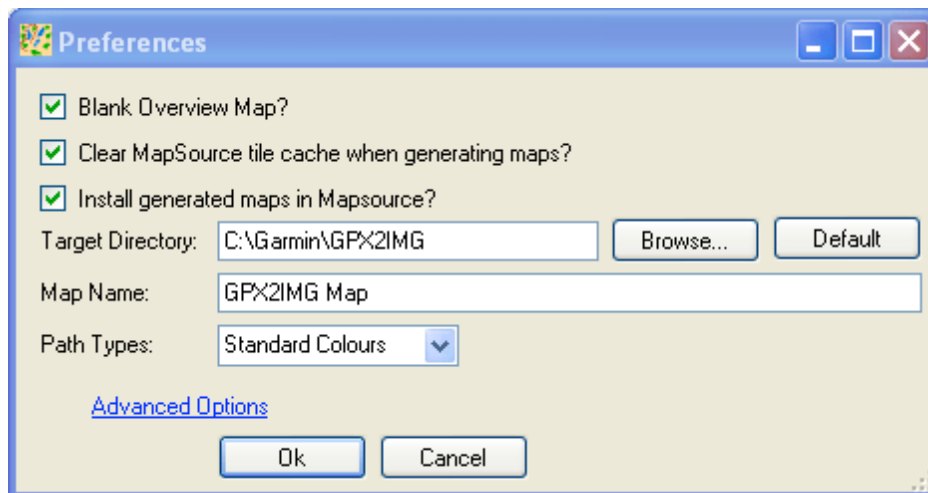 Preferences
Blank Overview Map?
Clear MapSource tile cache when generating maps?
Install generated maps in Mapsource?
Target Directory: C:\Garmin\GPX2IMG Browse... Default
Map Name: GPX2IMG Map
Path Types: Standard Colours
Advanced Options
Ok Cancel